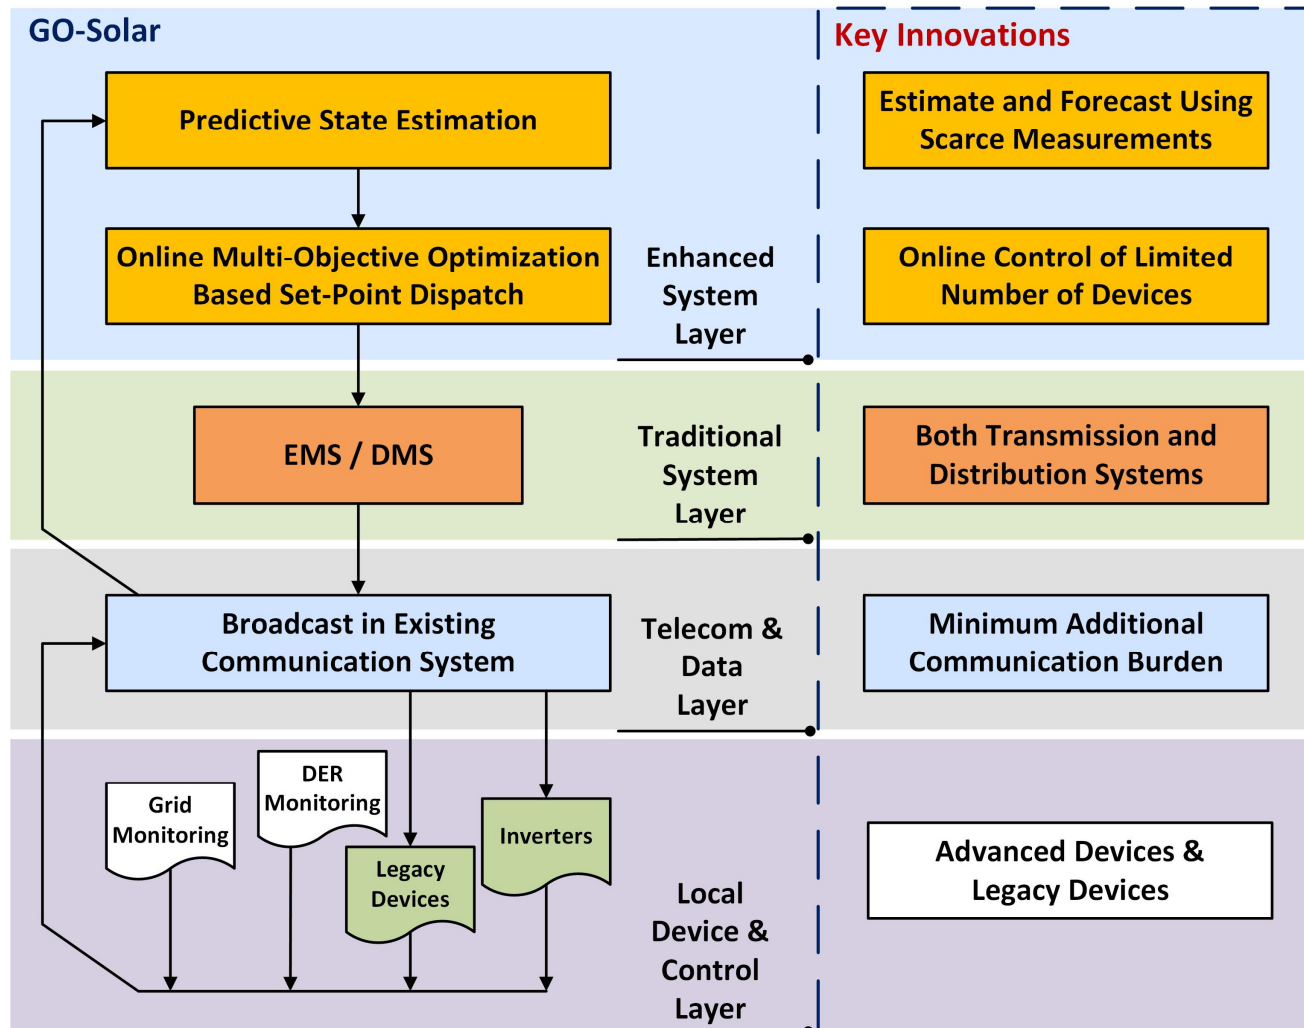 GO-Solar
Key Innovations
Predictive State Estimation
Estimate and Forecast Using
Scarce Measurements
Online Multi-Objective Optimization
Based Set-Point Dispatch
Enhanced
System
Layer
Online Control of Limited
Number of Devices
EMS / DMS
Traditional
System
Layer
Both Transmission and
Distribution Systems
Broadcast in Existing
Communication System
Telecom &
Data
Layer
Minimum Additional
Communication Burden
Grid
Monitoring
DER
Monitoring
Legacy
Devices
Inverters
Local
Device &
Control
Layer
Advanced Devices &
Legacy Devices